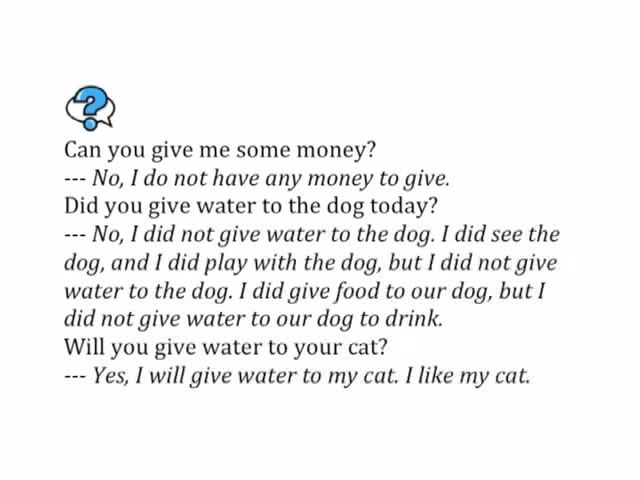 Can you give me some money?
--- No, I do not have any money to give.
Did you give water to the dog today?
--- No, I did not give water to the dog. I did see the
dog, and I did play with the dog, but I did not give
water to the dog. I did give food to our dog, but I
did not give water to our dog to drink.
Will you give water to your cat?
--- Yes, I will give water to my cat. I like my cat.